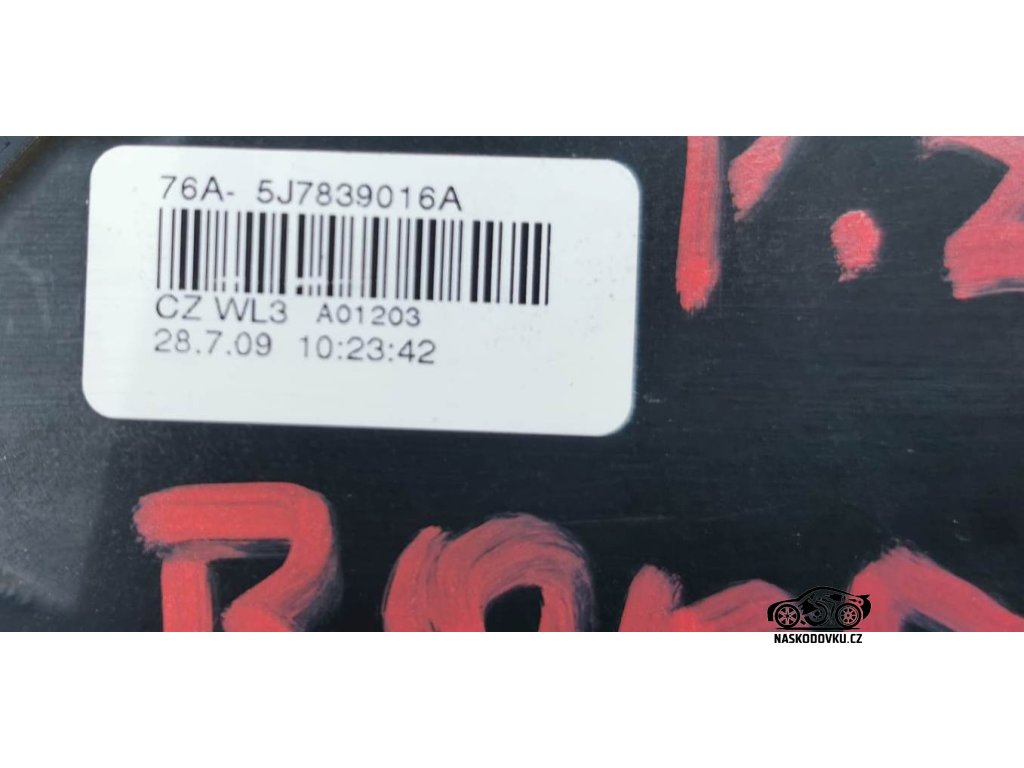 76A- 5J7839016A
CZ WL3 A01203
28.7.09 10:23:42
NASKODOVKU.CZ